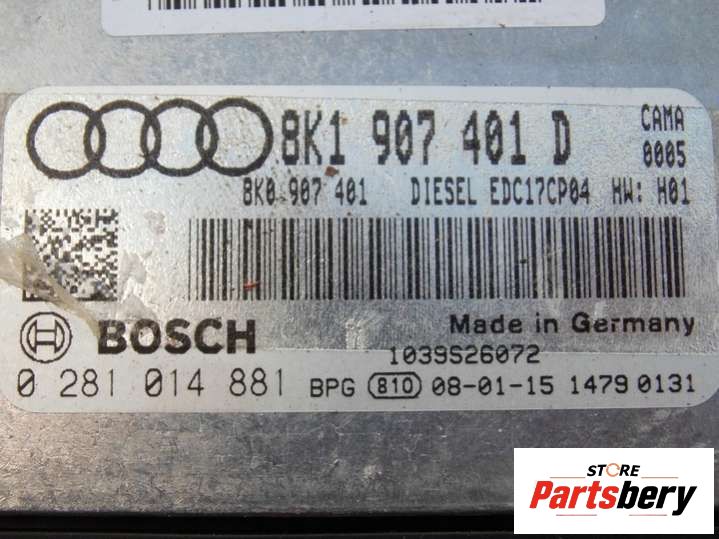 8K1 907 401 D CAMA
0005
8K0 907 401 DIESEL EDC17CP04 HW: H01
BOSCH Made in Germany
1039S26072
0 281 014 881 BPG 810 08-01-15 1479 0131
STORE
Partsbery